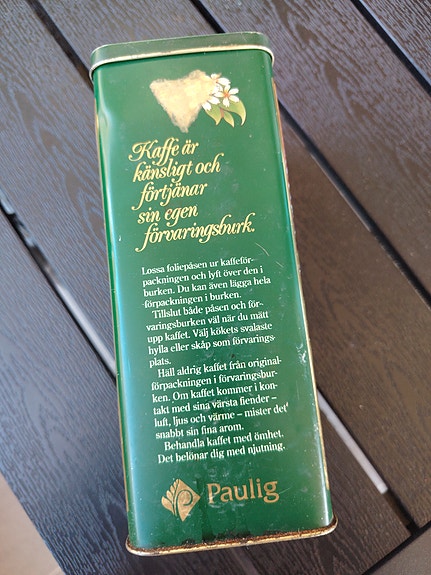 Kaffe är
känsligt och
förtjänar
sin egen
förvaringsburk.
Lossa foliepåsen ur kaffeför-
packningen och lyft över den i
burken. Du kan även lägga hela
förpackningen i burken.
Tillslut både påsen och för-
varingsburken väl när du mätt
upp kaffet. Välj kökets svalaste
hylla eller skåp som förvarings-
plats.
Häll aldrig kaffet från original-
förpackningen i förvaringsbur-
ken. Om kaffet kommer i kon-
takt med sina värsta fiender –
luft, ljus och värme – mister det
snabbt sin fina arom.
Behandla kaffet med ömhet.
Det belönar dig med njutning.
Paulig